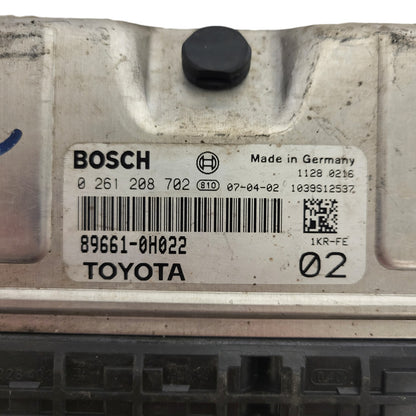 BOSCH Made in Germany
1128 0216
0 261 208 702 810 07-04-02 1039S12537
89661-0H022 1KR-FE
TOYOTA 02